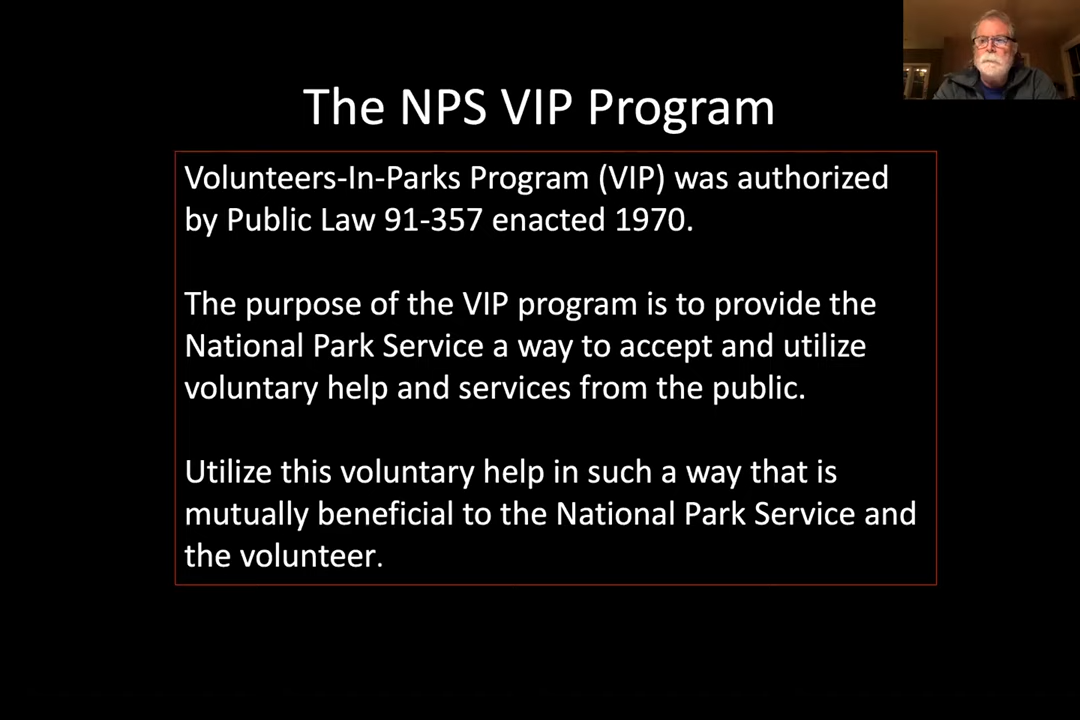 The NPS VIP Program
Volunteers-In-Parks Program (VIP) was authorized
by Public Law 91-357 enacted 1970.
The purpose of the VIP program is to provide the
National Park Service a way to accept and utilize
voluntary help and services from the public.
Utilize this voluntary help in such a way that is
mutually beneficial to the National Park Service and
the volunteer.